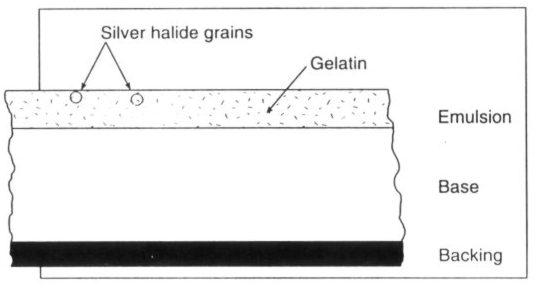 Silver halide grains
Gelatin
Emulsion
Base
Backing